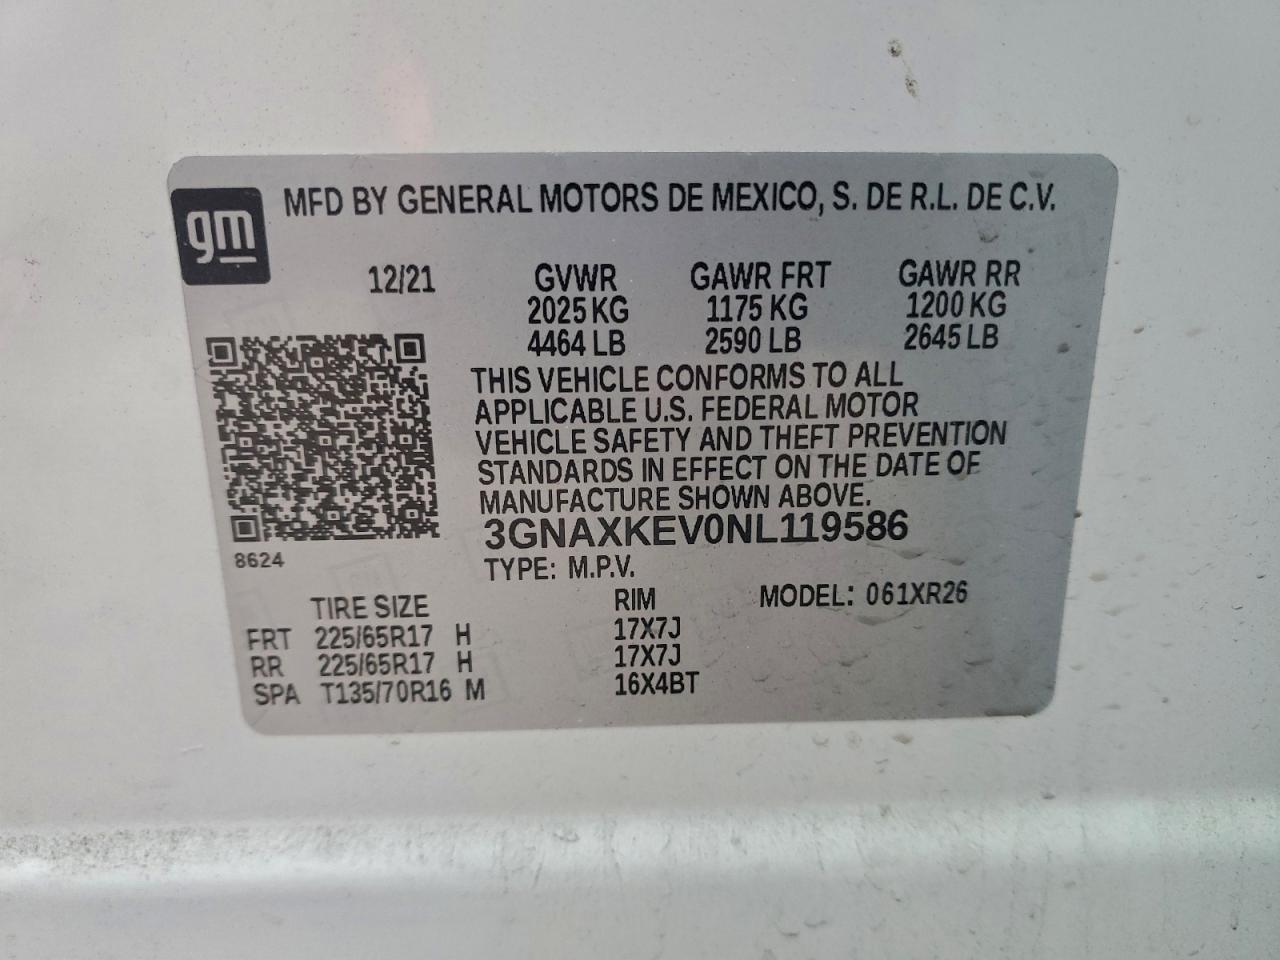 gm
MFD BY GENERAL MOTORS DE MEXICO, S. DE R.L. DE C.V.
12/21 GVWR GAWR FRT GAWR RR
2025 KG 1175 KG 1200 KG
4464 LB 2590 LB 2645 LB
THIS VEHICLE CONFORMS TO ALL
APPLICABLE U.S. FEDERAL MOTOR
VEHICLE SAFETY AND THEFT PREVENTION
STANDARDS IN EFFECT ON THE DATE OF
MANUFACTURE SHOWN ABOVE.
3GNAXKEV0NL119586
8624
TYPE: M.P.V.
TIRE SIZE RIM MODEL: 061XR26
FRT 225/65R17 H 17X7J
RR 225/65R17 H 17X7J
SPA T135/70R16 M 16X4BT